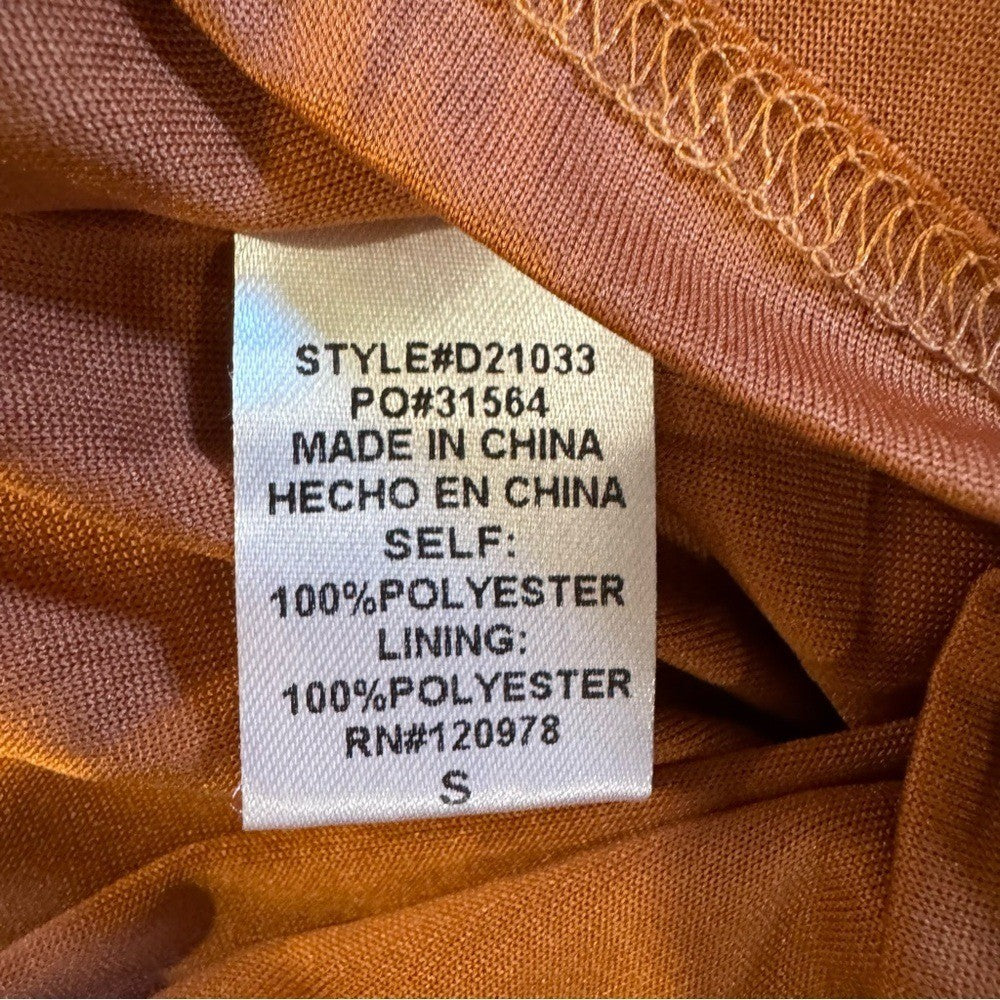 STYLE#D21033
PO#31564
MADE IN CHINA
HECHO EN CHINA
SELF:
100%POLYESTER
LINING:
100%POLYESTER
RN#120978
S